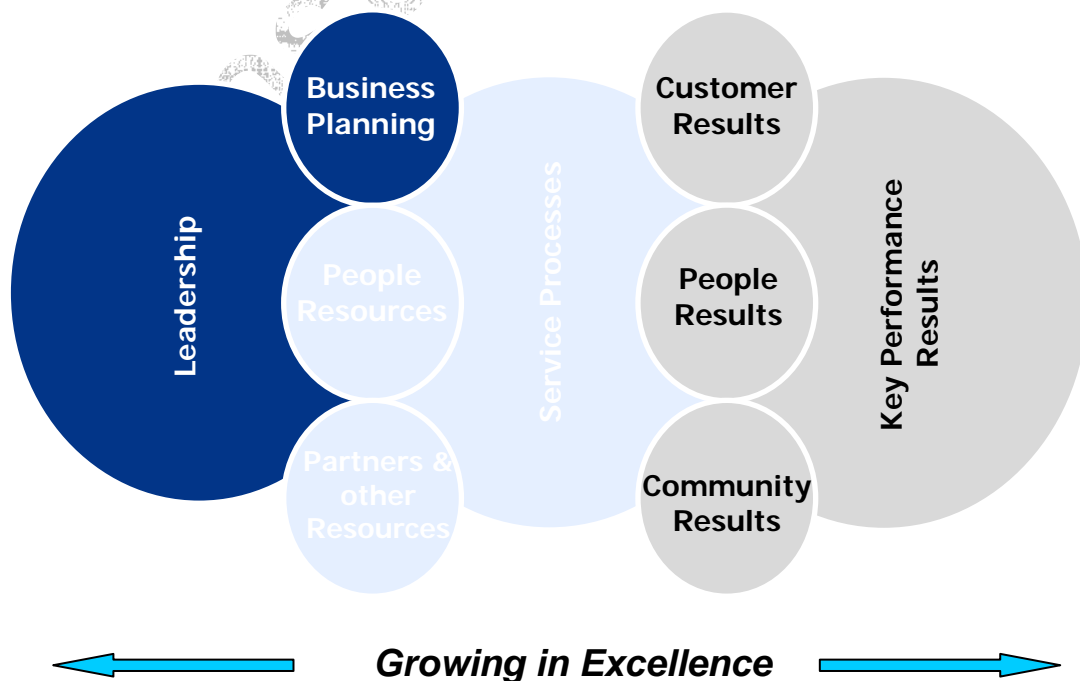 Leadership
Business
Planning
People
Resources
Partners &
other
Resources
Service Processes
Customer
Results
People
Results
Community
Results
Key Performance
Results
Growing in Excellence